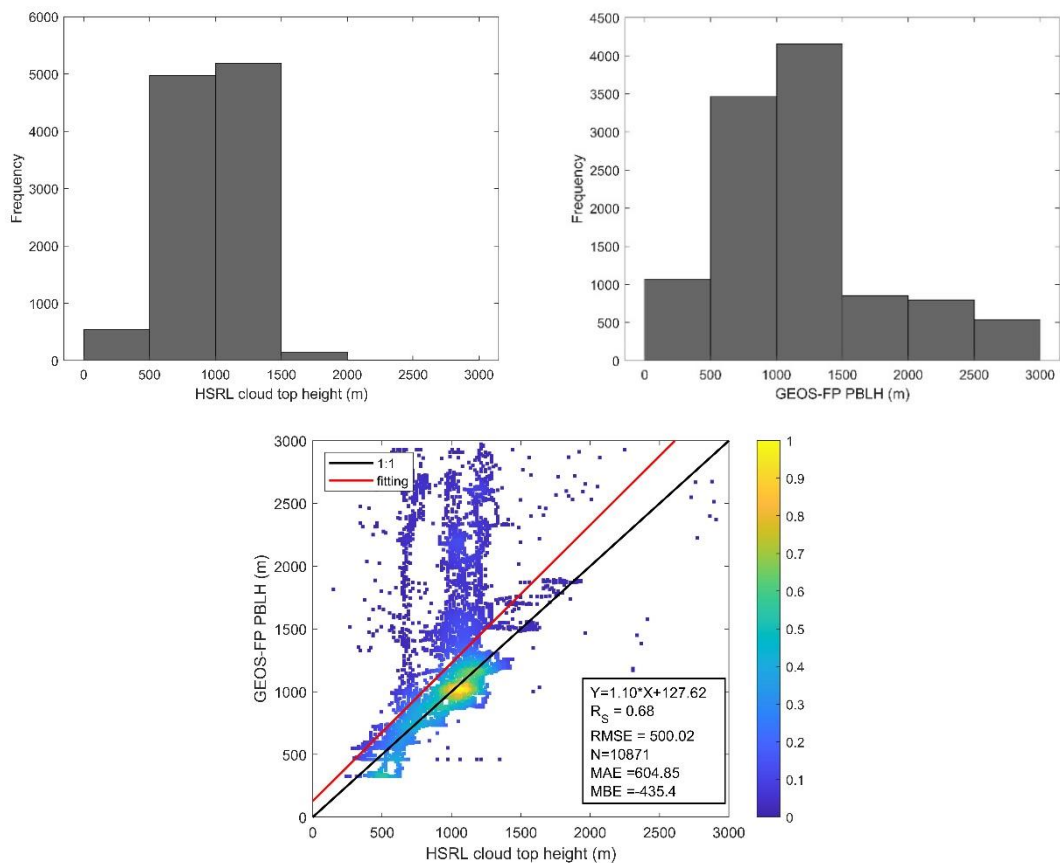 6000
5000
4000
3000
2000
1000
0
Frequency
0 500 1000 1500 2000 2500 3000
HSRL cloud top height (m)
4500
4000
3500
3000
2500
2000
1500
1000
500
0
Frequency
0 500 1000 1500 2000 2500 3000
GEOS-FP PBLH (m)
3000
2500
2000
1500
1000
500
0
GEOS-FP PBLH (m)
1:1
fitting
Y=1.10*X+127.62
R_S = 0.68
RMSE = 500.02
N=10871
MAE =604.85
MBE =-435.4
0 500 1000 1500 2000 2500 3000
HSRL cloud top height (m)
1
0.9
0.8
0.7
0.6
0.5
0.4
0.3
0.2
0.1
0